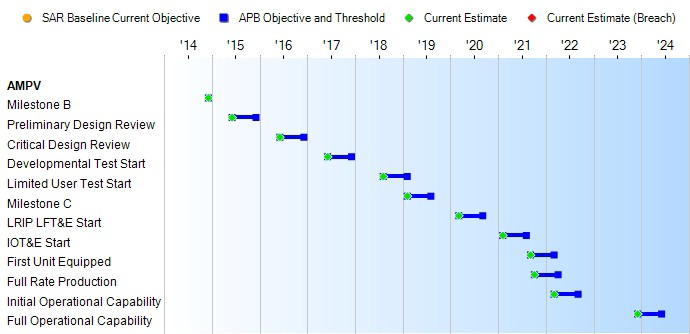 SAR Baseline Current Objective APB Objective and Threshold Current Estimate Current Estimate (Breach)
'14 '15 '16 '17 '18 '19 '20 '21 '22 '23 '24
AMPV
Milestone B
Preliminary Design Review
Critical Design Review
Developmental Test Start
Limited User Test Start
Milestone C
LRIP LFT&E Start
IOT&E Start
First Unit Equipped
Full Rate Production
Initial Operational Capability
Full Operational Capability